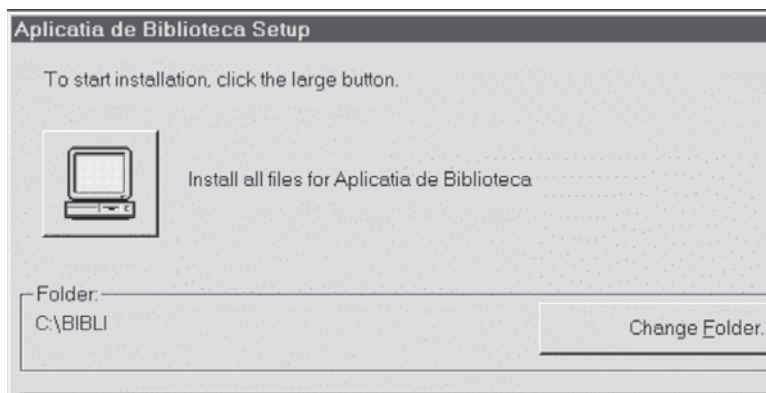 Aplicatia de Biblioteca Setup
To start installation, click the large button.
Install all files for Aplicatia de Biblioteca
Folder:
C:\BIBLI
Change Folder.